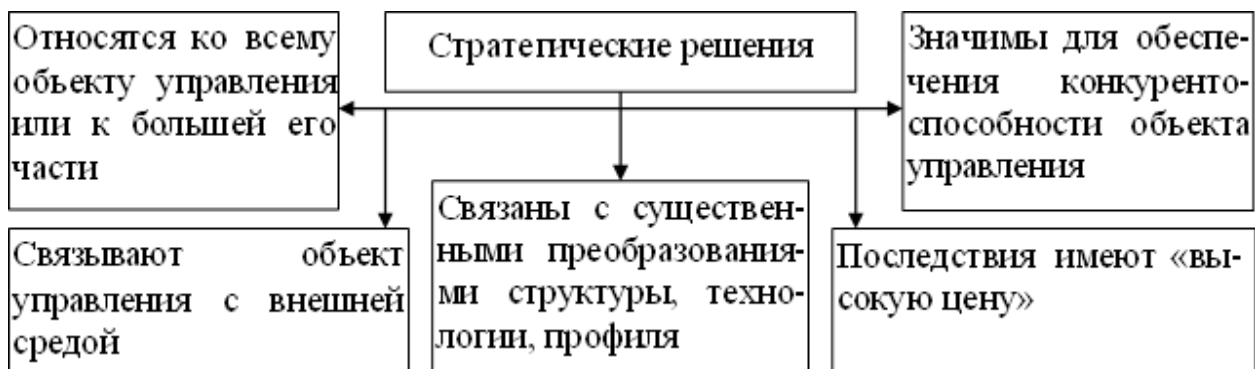 Относятся ко всему
объекту управления
или к большей его
части
Стратепические решения
Значимы для обеспе-
чения конкуренто-
способности объекта
управления
Связывают объект
управления с внешней
средой
Связаны с существен-
ными преобразования-
ми структуры, техно-
логии, профиля
Последствия имеют «вы-
сокую цену»